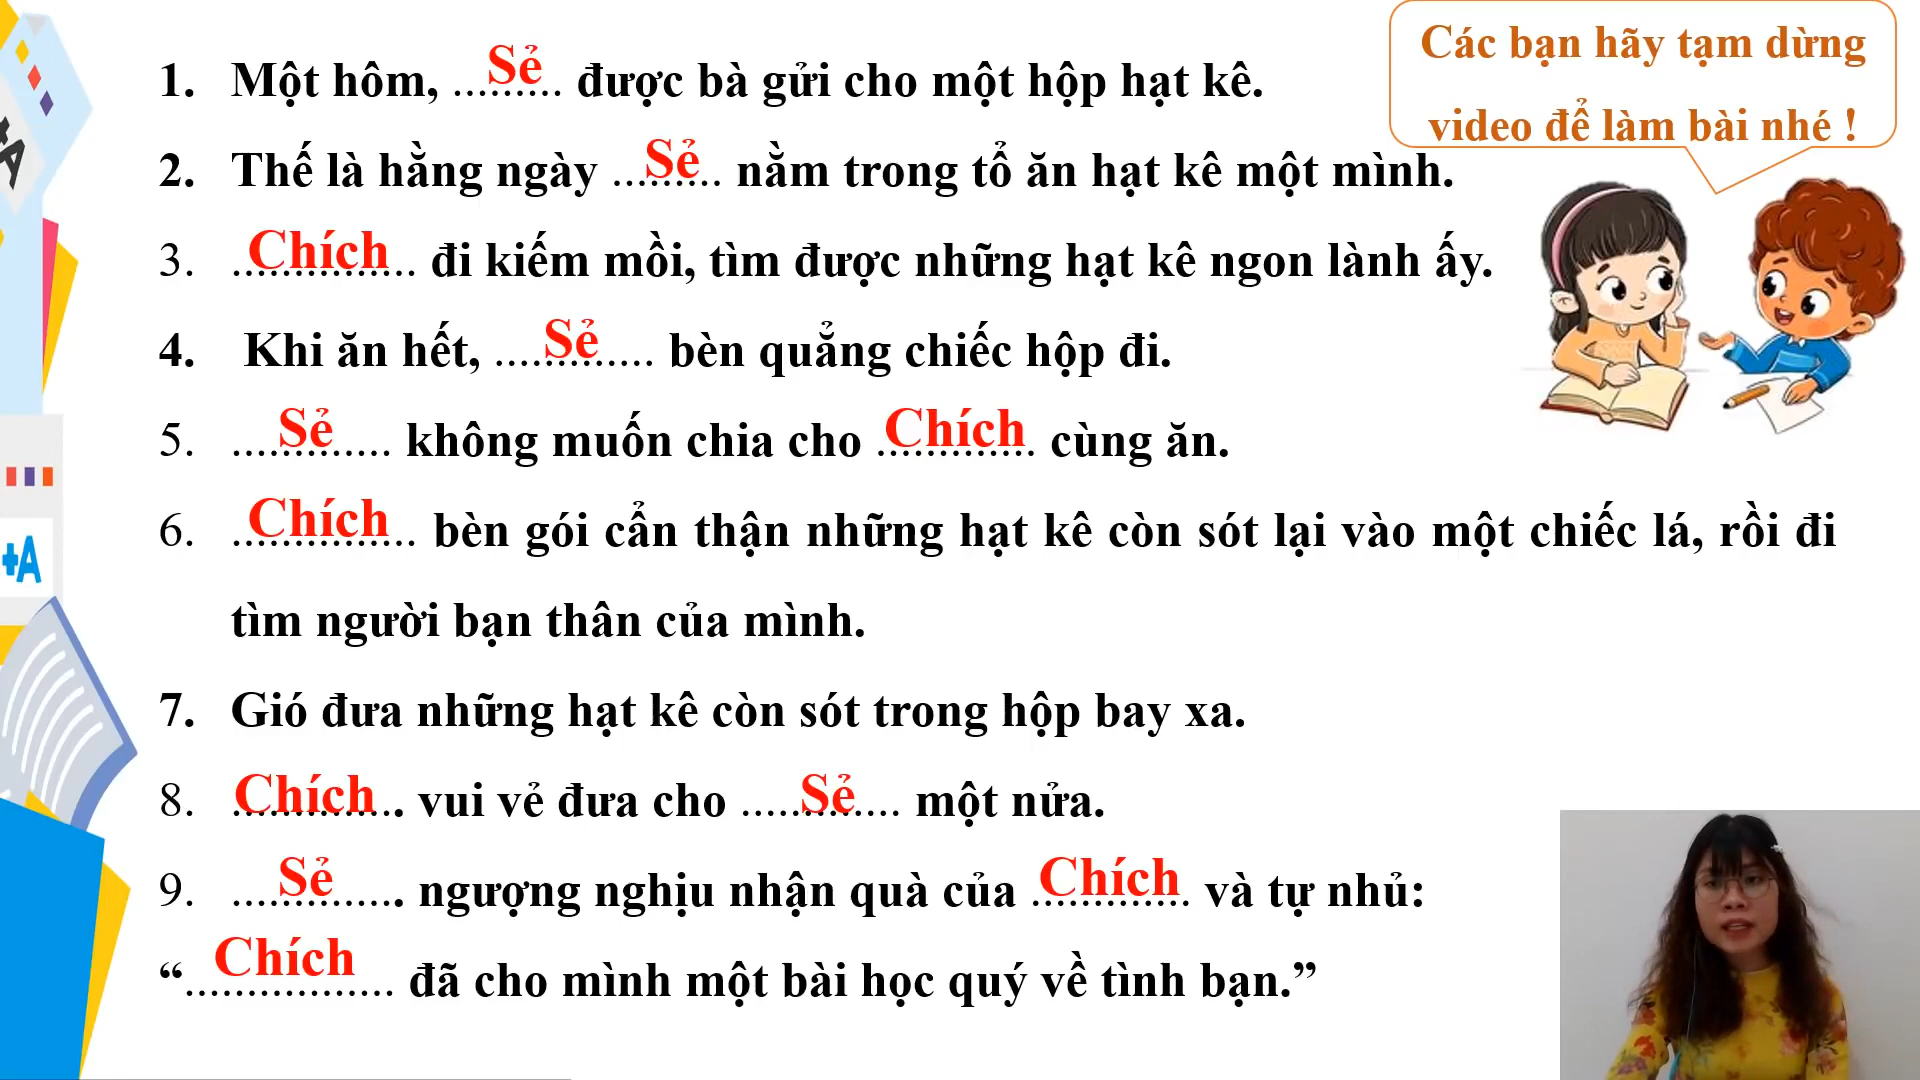 Các bạn hãy tạm dừng
video để làm bài nhé !
1. Một hôm, ......... Sẻ được bà gửi cho một hộp hạt kê.
2. Thế là hằng ngày ......... Sẻ nằm trong tổ ăn hạt kê một mình.
3. ............... Chích đi kiếm mồi, tìm được những hạt kê ngon lành ấy.
4. Khi ăn hết, ............. Sẻ bèn quẳng chiếc hộp đi.
5. ............. Sẻ không muốn chia cho ............. Chích cùng ăn.
6. ............... Chích bèn gói cẩn thận những hạt kê còn sót lại vào một chiếc lá, rồi đi
tìm người bạn thân của mình.
7. Gió đưa những hạt kê còn sót trong hộp bay xa.
8. .............. Chích vui vẻ đưa cho ............. Sẻ một nửa.
9. .............. Sẻ ngượng nghịu nhận quà của ............. Chích và tự nhủ:
“................. Chích đã cho mình một bài học quý về tình bạn.”
+A
+A